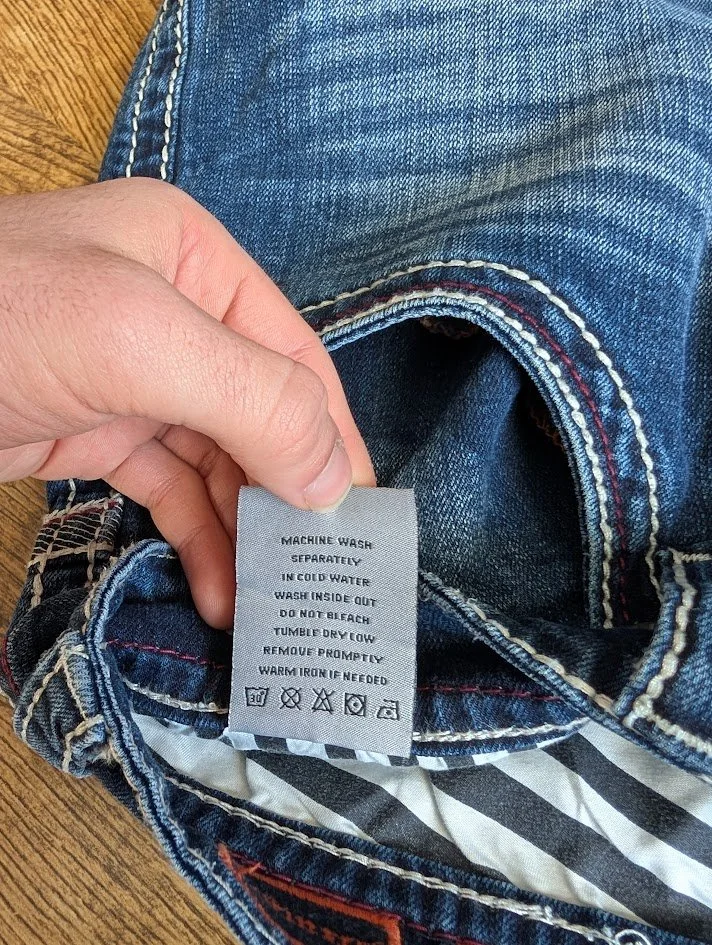 MACHINE WASH
SEPARATELY
IN COLD WATER
WASH INSIDE OUT
DO NOT BLEACH
TUMBLE DRY LOW
REMOVE PROMPTLY
WARM IRON IF NEEDED
30